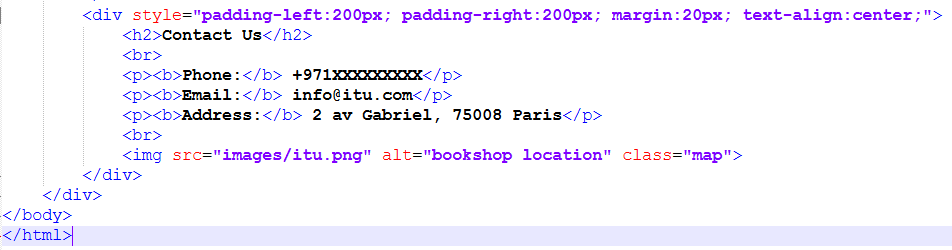 <div style="padding-left:200px; padding-right:200px; margin:20px; text-align:center;">
<h2>Contact Us</h2>
<br>
<p><b>Phone:</b> +971XXXXXXXXX</p>
<p><b>Email:</b> info@itu.com</p>
<p><b>Address:</b> 2 av Gabriel, 75008 Paris</p>
<br>
<img src="images/itu.png" alt="bookshop location" class="map">
</div>
</div>
</body>
</html>